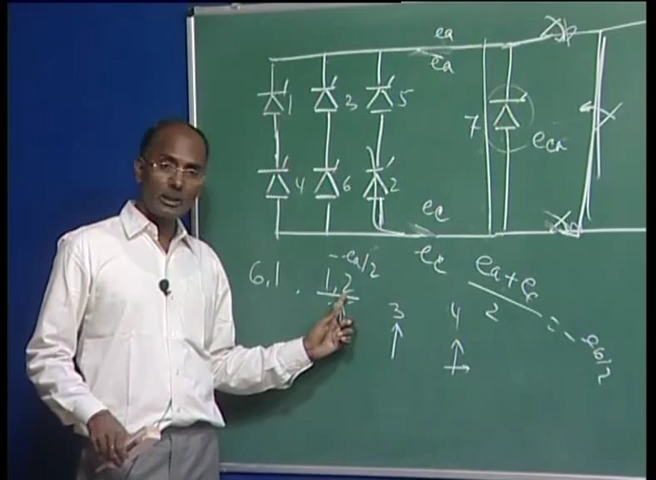 ea
ea
1 3 5
7
eca
4 6 2
ec
-ec
-ea/2
6,1 . 1,2
3 4
ea + ec
2
= -eb/2